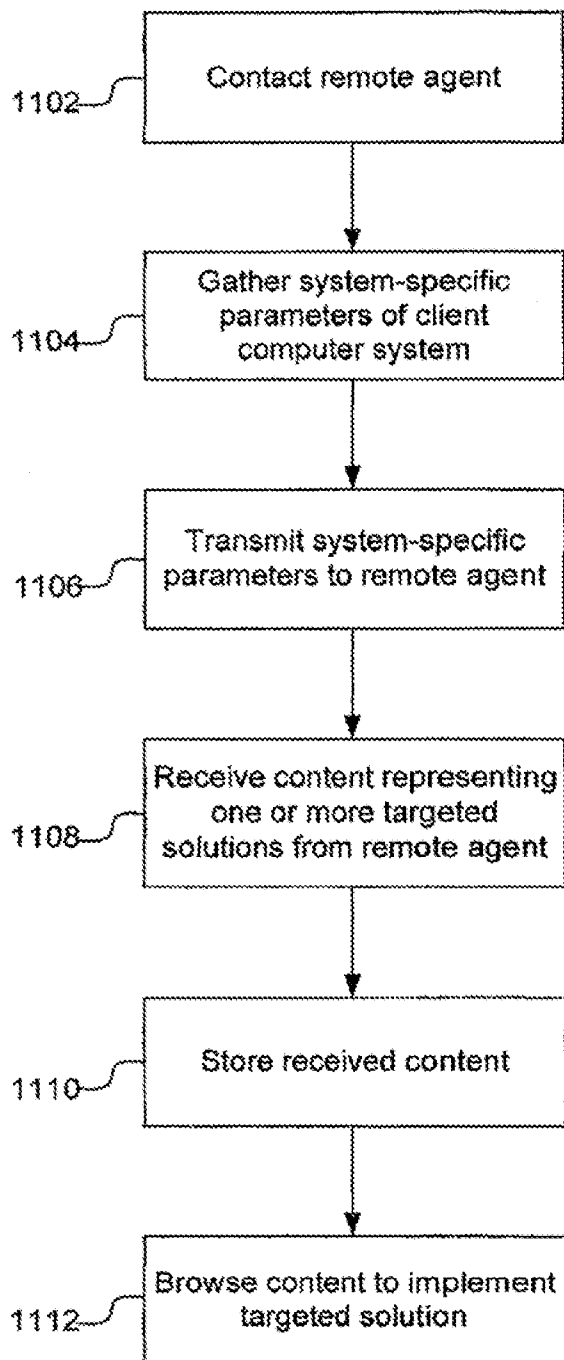 Contact remote agent
1102
Gather system-specific
parameters of client
computer system
1104
Transmit system-specific
parameters to remote agent
1106
Receive content representing
one or more targeted
solutions from remote agent
1108
Store received content
1110
Browse content to implement
targeted solution
1112